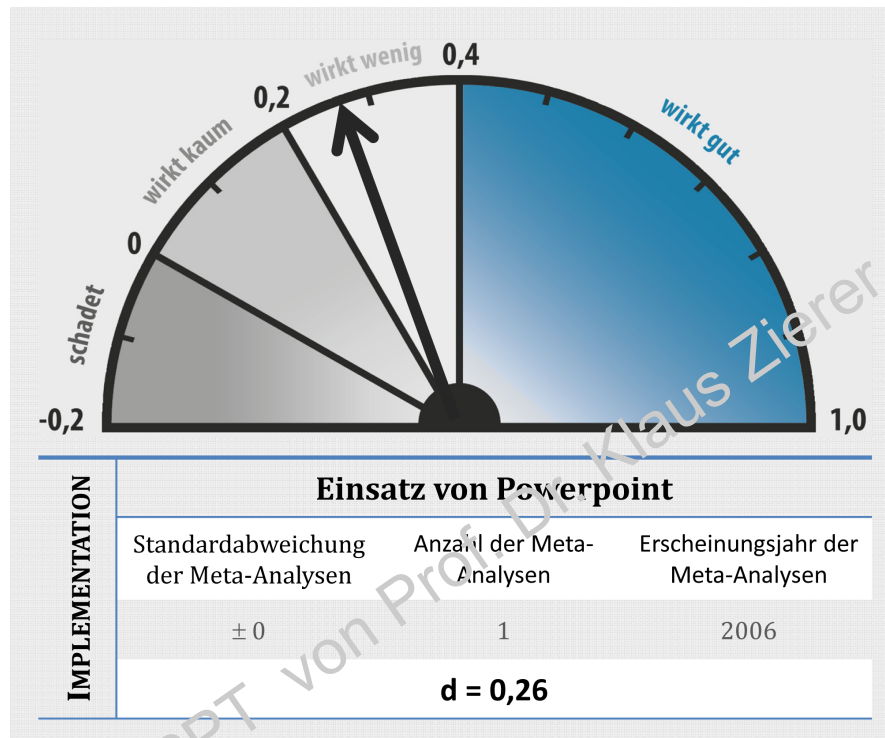 wirkt wenig
0,4
0,2
wirkt kaum
wirkt gut
0
schadet
-0,2
1,0
IMPLEMENTATION
Einsatz von Powerpoint
Standardabweichung
der Meta-Analysen
Anzahl der Meta-
Analysen
Erscheinungsjahr der
Meta-Analysen
± 0
1
2006
d = 0,26
PPT von Prof. Dr. Klaus Zierer